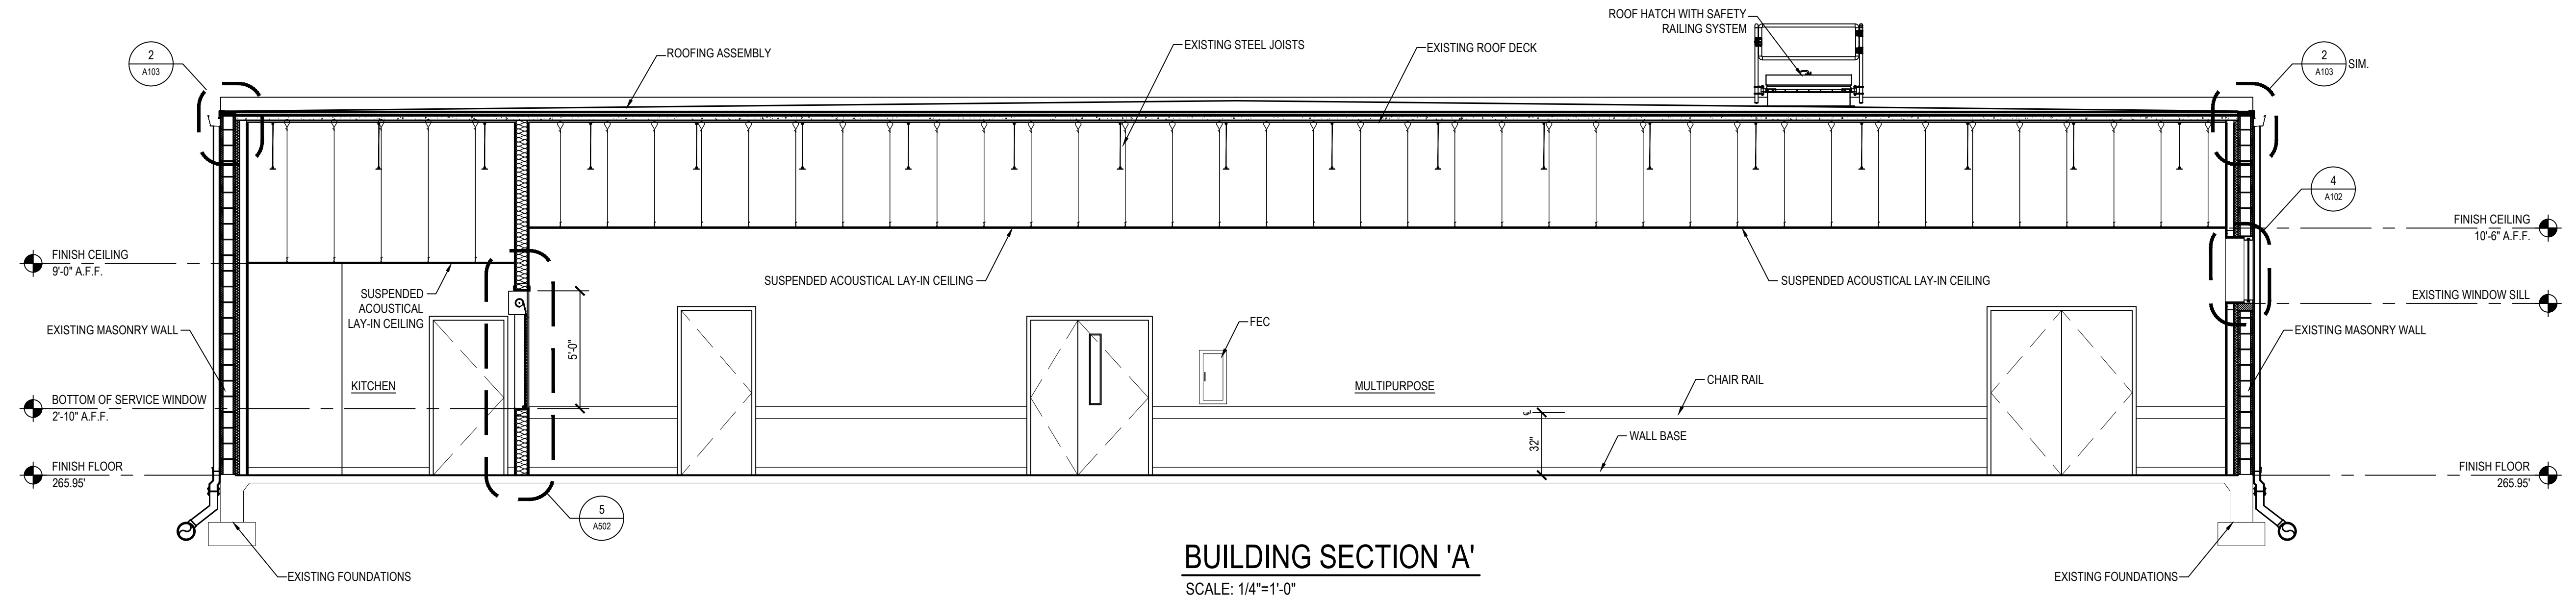 ROOF HATCH WITH SAFETY
RAILING SYSTEM
2
A103
ROOFING ASSEMBLY
EXISTING STEEL JOISTS
EXISTING ROOF DECK
2
A103
SIM.
4
A102
FINISH CEILING
9'-0" A.F.F.
FINISH CEILING
10'-6" A.F.F.
SUSPENDED
ACOUSTICAL
LAY-IN CEILING
SUSPENDED ACOUSTICAL LAY-IN CEILING
SUSPENDED ACOUSTICAL LAY-IN CEILING
EXISTING WINDOW SILL
EXISTING MASONRY WALL
5'-0"
FEC
EXISTING MASONRY WALL
KITCHEN
MULTIPURPOSE
CHAIR RAIL
BOTTOM OF SERVICE WINDOW
2'-10" A.F.F.
32"
WALL BASE
FINISH FLOOR
265.95'
FINISH FLOOR
265.95'
5
A502
EXISTING FOUNDATIONS
EXISTING FOUNDATIONS
BUILDING SECTION 'A'
SCALE: 1/4"=1'-0"